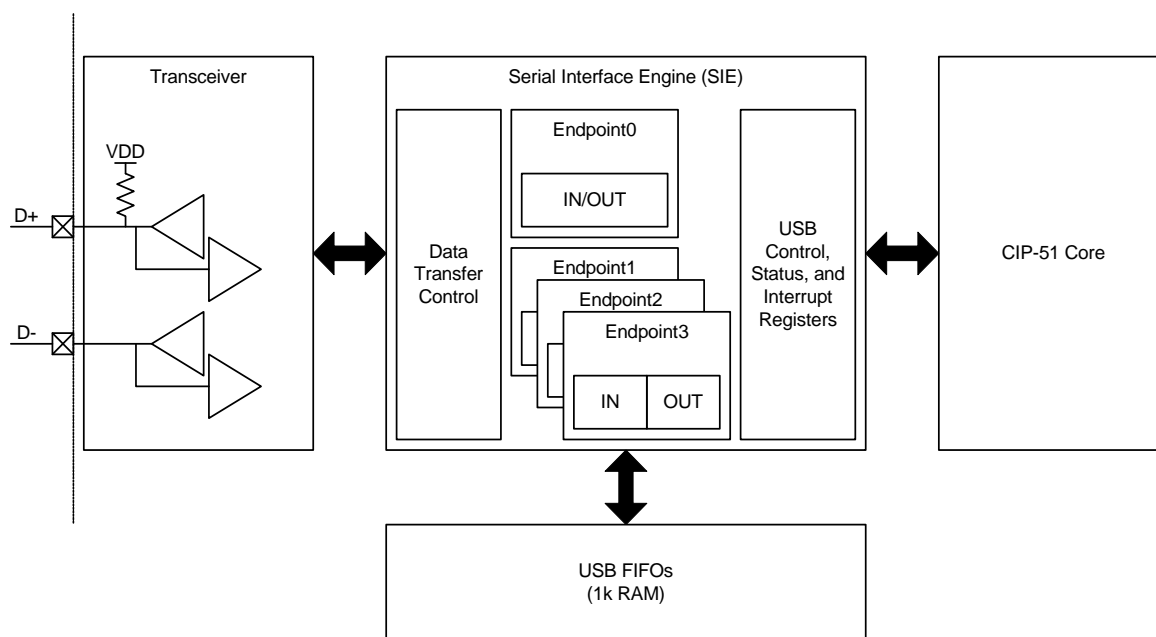 Transceiver
VDD
D+
D-
Serial Interface Engine (SIE)
Data
Transfer
Control
Endpoint0
IN/OUT
Endpoint1
Endpoint2
Endpoint3
IN
OUT
USB
Control,
Status, and
Interrupt
Registers
CIP-51 Core
USB FIFOs
(1k RAM)